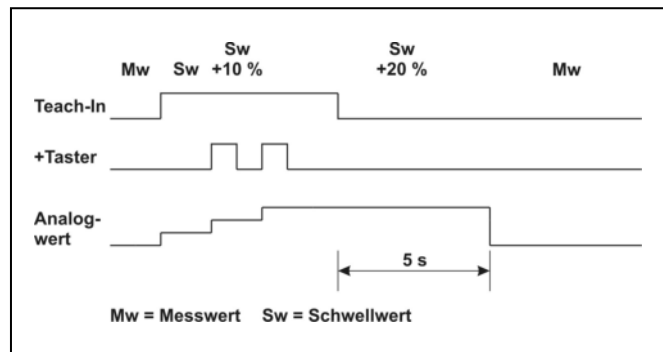 Sw Sw
Mw Sw +10 % +20 % Mw
Teach-In
+Taster
Analog-
wert
5 s
Mw = Messwert Sw = Schwellwert